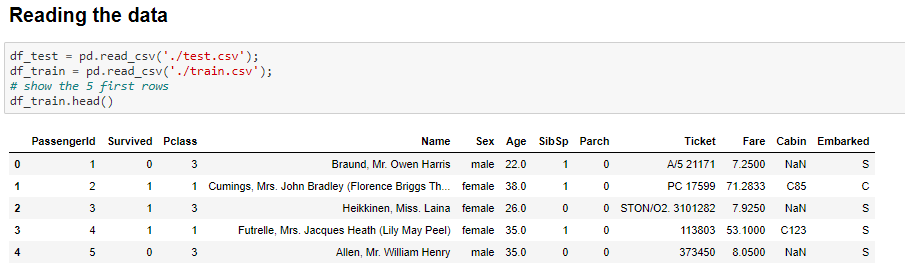 Reading the data
df_test = pd.read_csv('./test.csv');
df_train = pd.read_csv('./train.csv');
# show the 5 first rows
df_train.head()
PassengerId Survived Pclass Name Sex Age SibSp Parch Ticket Fare Cabin Embarked
0 1 0 3 Braund, Mr. Owen Harris male 22.0 1 0 A/5 21171 7.2500 NaN S
1 2 1 1 Cumings, Mrs. John Bradley (Florence Briggs Th... female 38.0 1 0 PC 17599 71.2833 C85 C
2 3 1 3 Heikkinen, Miss. Laina female 26.0 0 0 STON/O2. 3101282 7.9250 NaN S
3 4 1 1 Futrelle, Mrs. Jacques Heath (Lily May Peel) female 35.0 1 0 113803 53.1000 C123 S
4 5 0 3 Allen, Mr. William Henry male 35.0 0 0 373450 8.0500 NaN S